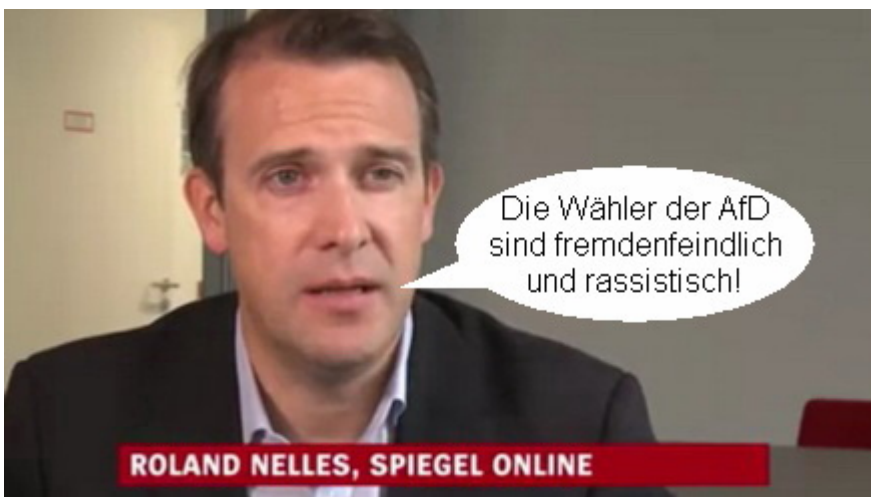 Die Wähler der AfD
sind fremdenfeindlich
und rassistisch!
ROLAND NELLES, SPIEGEL ONLINE